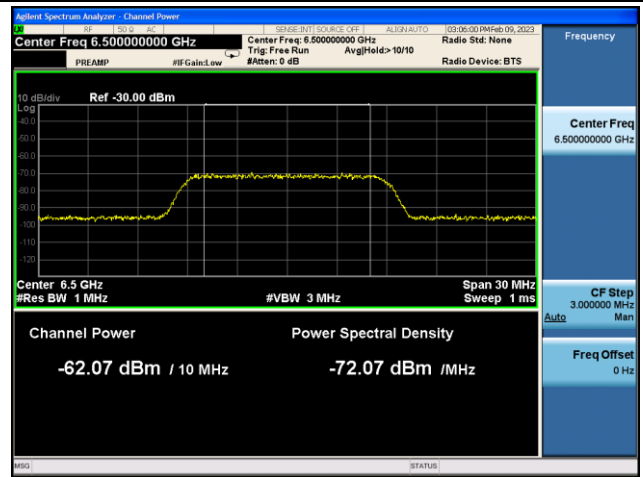 Agilent Spectrum Analyzer - Channel Power
RF 50 Ω AC SENSE:INT SOURCE OFF ALIGNAUTO 03:06:00 PM Feb 09, 2023
Center Freq 6.500000000 GHz
Center Freq: 6.500000000 GHz
Radio Std: None
Trig: Free Run Avg|Hold:> 10/10
PREAMP #IFGain:Low #Atten: 0 dB Radio Device: BTS
10 dB/div Ref -30.00 dBm
Log
-40.0
-50.0
-60.0
-70.0
-80.0
-90.0
-100
-110
-120
Center 6.5 GHz Span 30 MHz
#Res BW 1 MHz #VBW 3 MHz Sweep 1 ms
Channel Power Power Spectral Density
-62.07 dBm / 10 MHz -72.07 dBm /MHz
MSG STATUS
Frequency
Center Freq
6.500000000 GHz
CF Step
3.000000 MHz
Auto Man
Freq Offset
0 Hz